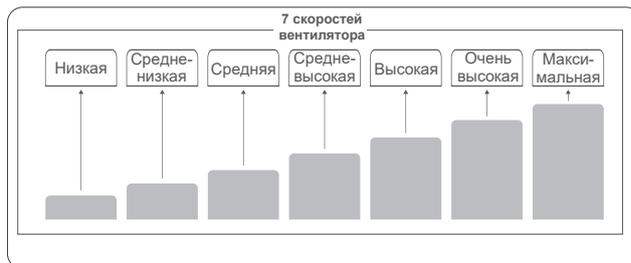 7 скоростей
вентилятора
Низкая
Средне-
низкая
Средняя
Средне-
высокая
Высокая
Очень
высокая
Макси-
мальная